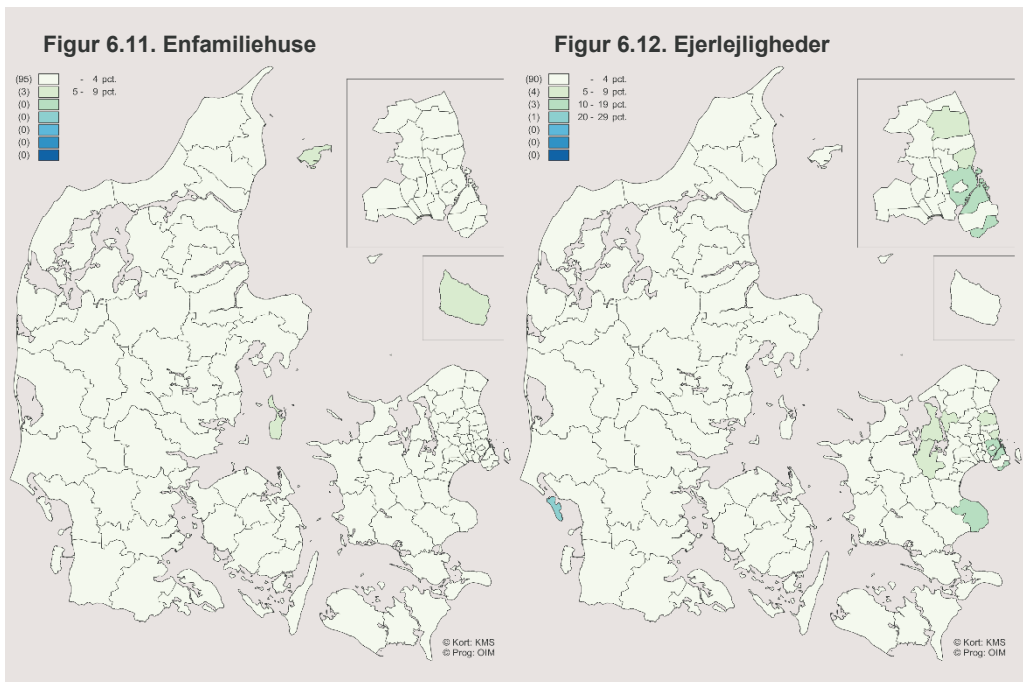 Figur 6.11. Enfamiliehuse
(95) - 4 pct.
(3) 5 - 9 pct.
(0)
(0)
(0)
(0)
(0)
© Kort: KMS
© Prog: OIM
Figur 6.12. Ejerlejligheder
(90) - 4 pct.
(4) 5 - 9 pct.
(3) 10 - 19 pct.
(1) 20 - 29 pct.
(0)
(0)
(0)
© Kort: KMS
© Prog: OIM